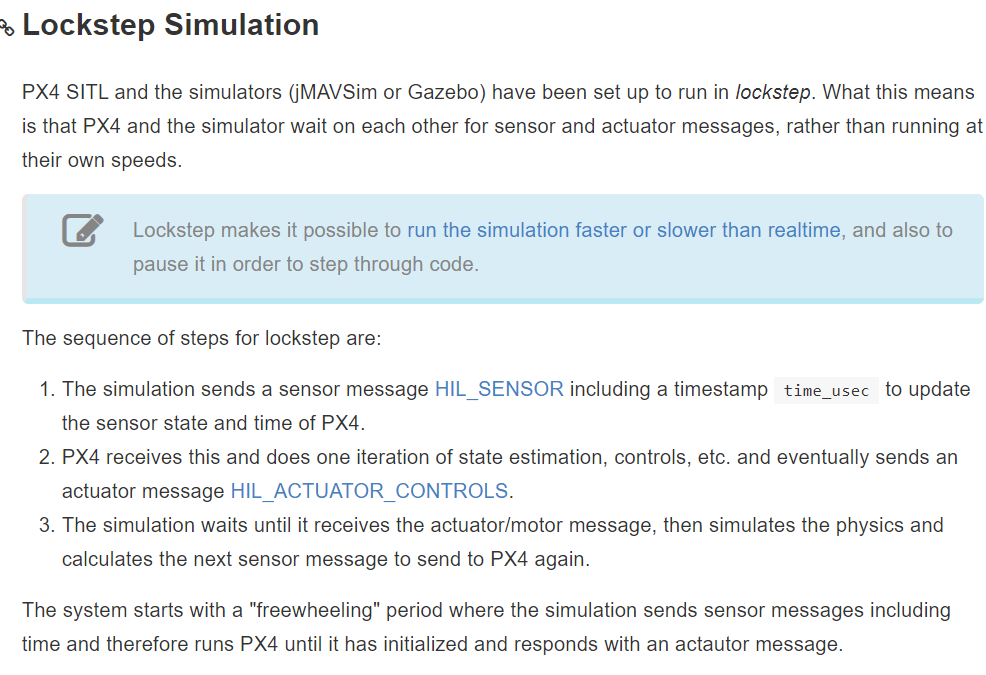 Lockstep Simulation
PX4 SITL and the simulators (jMAVSim or Gazebo) have been set up to run in lockstep. What this means
is that PX4 and the simulator wait on each other for sensor and actuator messages, rather than running at
their own speeds.
Lockstep makes it possible to run the simulation faster or slower than realtime, and also to
pause it in order to step through code.
The sequence of steps for lockstep are:
1. The simulation sends a sensor message HIL_SENSOR including a timestamp time_usec to update
the sensor state and time of PX4.
2. PX4 receives this and does one iteration of state estimation, controls, etc. and eventually sends an
actuator message HIL_ACTUATOR_CONTROLS.
3. The simulation waits until it receives the actuator/motor message, then simulates the physics and
calculates the next sensor message to send to PX4 again.
The system starts with a "freewheeling" period where the simulation sends sensor messages including
time and therefore runs PX4 until it has initialized and responds with an actautor message.